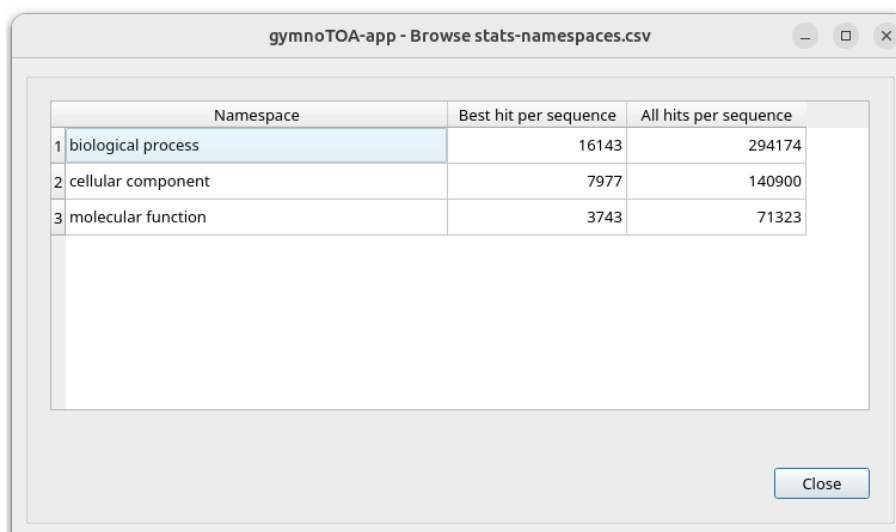 gymnoTOA-app - Browse stats-namespaces.csv
Namespace Best hit per sequence All hits per sequence
1 biological process 16143 294174
2 cellular component 7977 140900
3 molecular function 3743 71323
Close